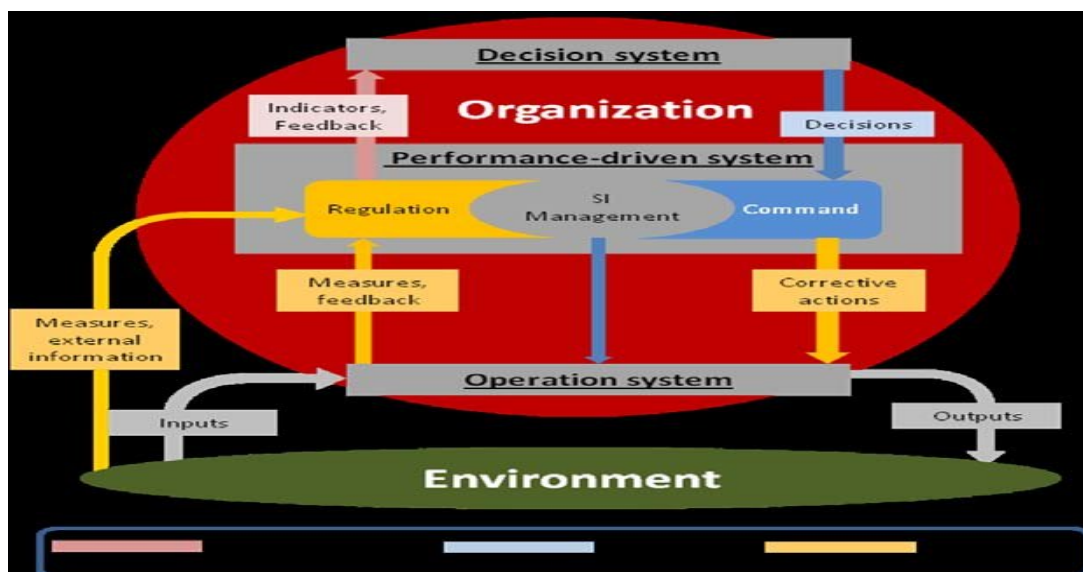 Decision system
Indicators,
Feedback
Organization
Decisions
Performance-driven system
Regulation
SI
Management
Command
Measures,
feedback
Corrective
actions
Measures,
external
information
Operation system
Inputs
Outputs
Environment